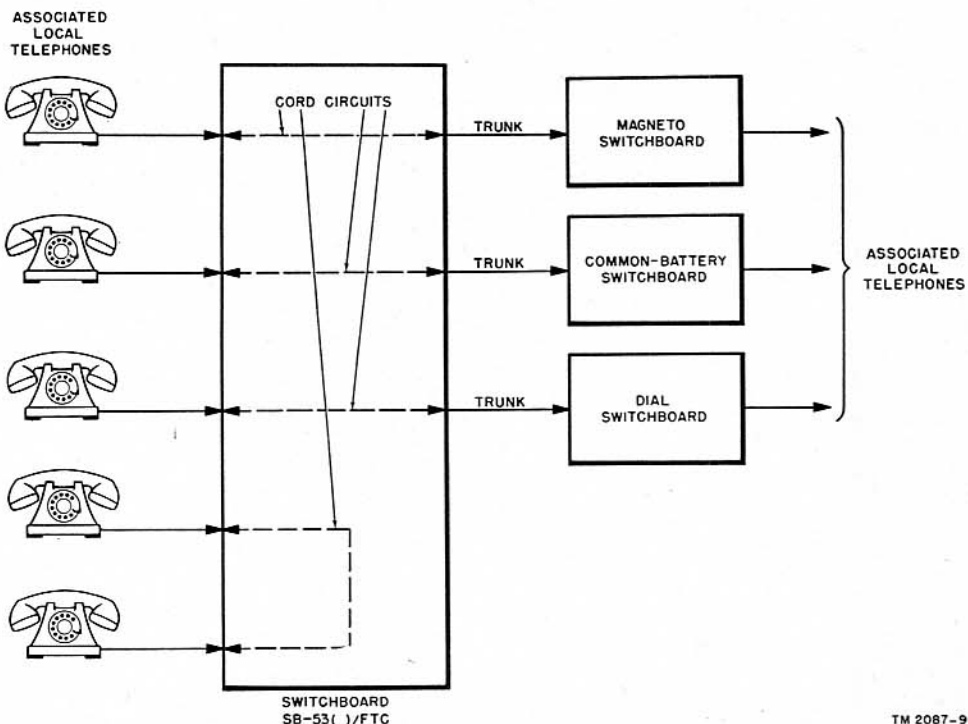 ASSOCIATED
LOCAL
TELEPHONES
CORD CIRCUITS
TRUNK
MAGNETO
SWITCHBOARD
TRUNK
COMMON-BATTERY
SWITCHBOARD
ASSOCIATED
LOCAL
TELEPHONES
TRUNK
DIAL
SWITCHBOARD
SWITCHBOARD
SB-53( )/FTC
TM 2087-9